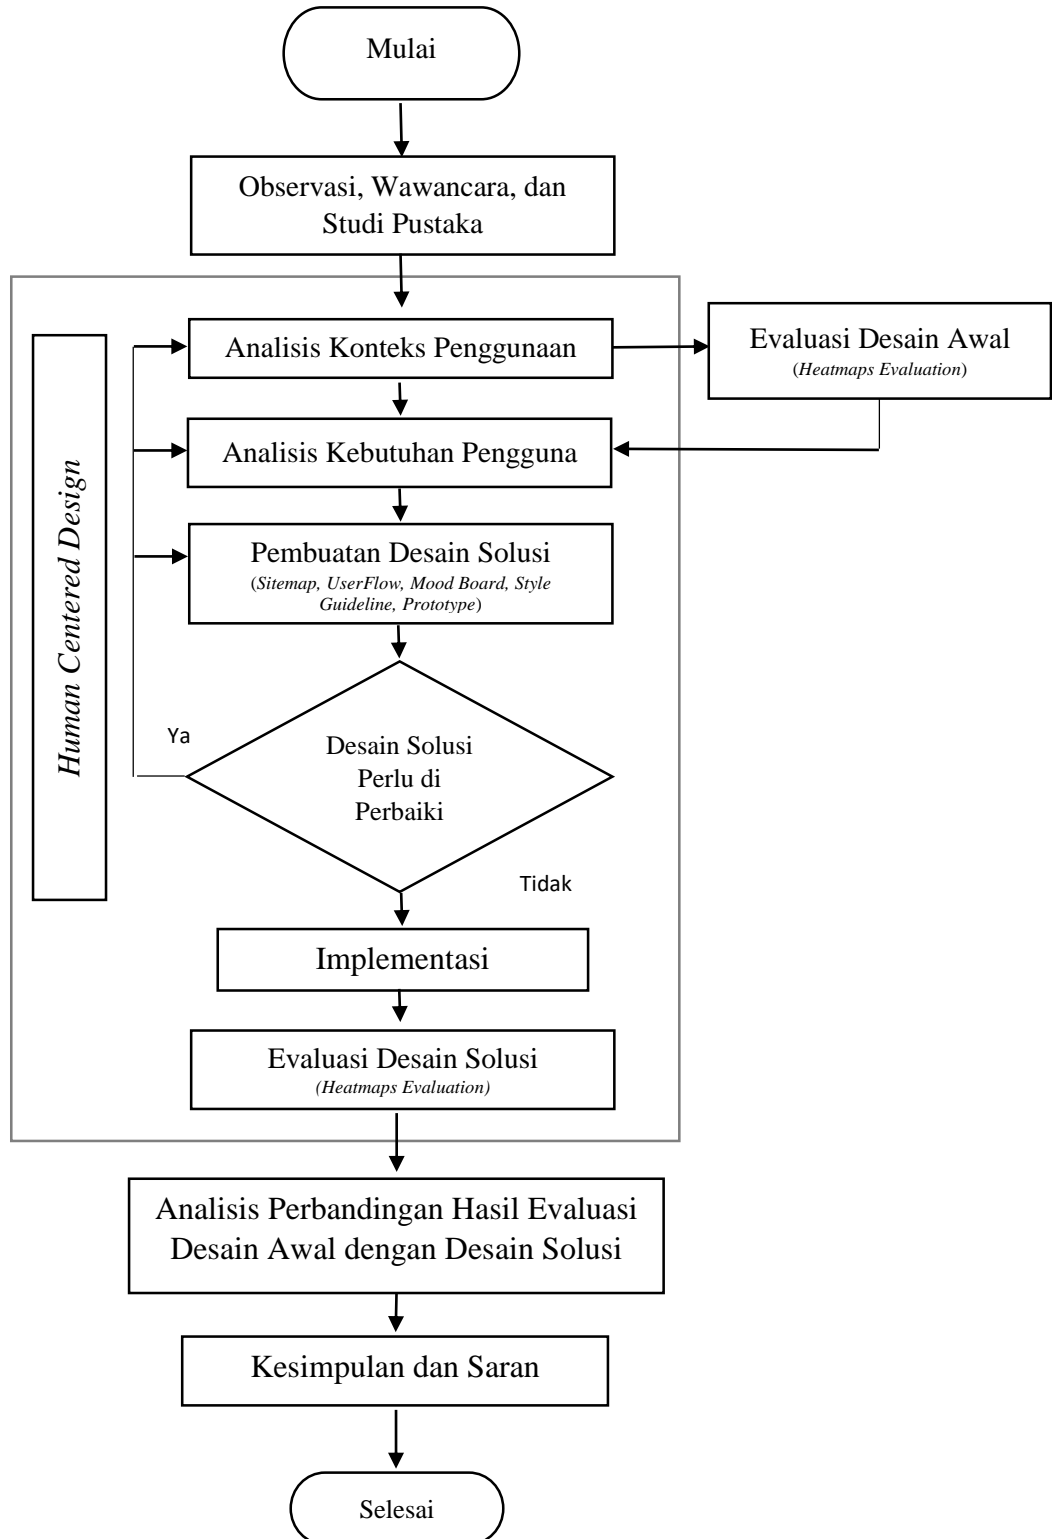 Mulai
Observasi, Wawancara, dan
Studi Pustaka
Analisis Konteks Penggunaan
Evaluasi Desain Awal
(Heatmaps Evaluation)
Analisis Kebutuhan Pengguna
Human Centered Design
Pembuatan Desain Solusi
(Sitemap, UserFlow, Mood Board, Style
Guideline, Prototype)
Ya
Desain Solusi
Perlu di
Perbaiki
Tidak
Implementasi
Evaluasi Desain Solusi
(Heatmaps Evaluation)
Analisis Perbandingan Hasil Evaluasi
Desain Awal dengan Desain Solusi
Kesimpulan dan Saran
Selesai